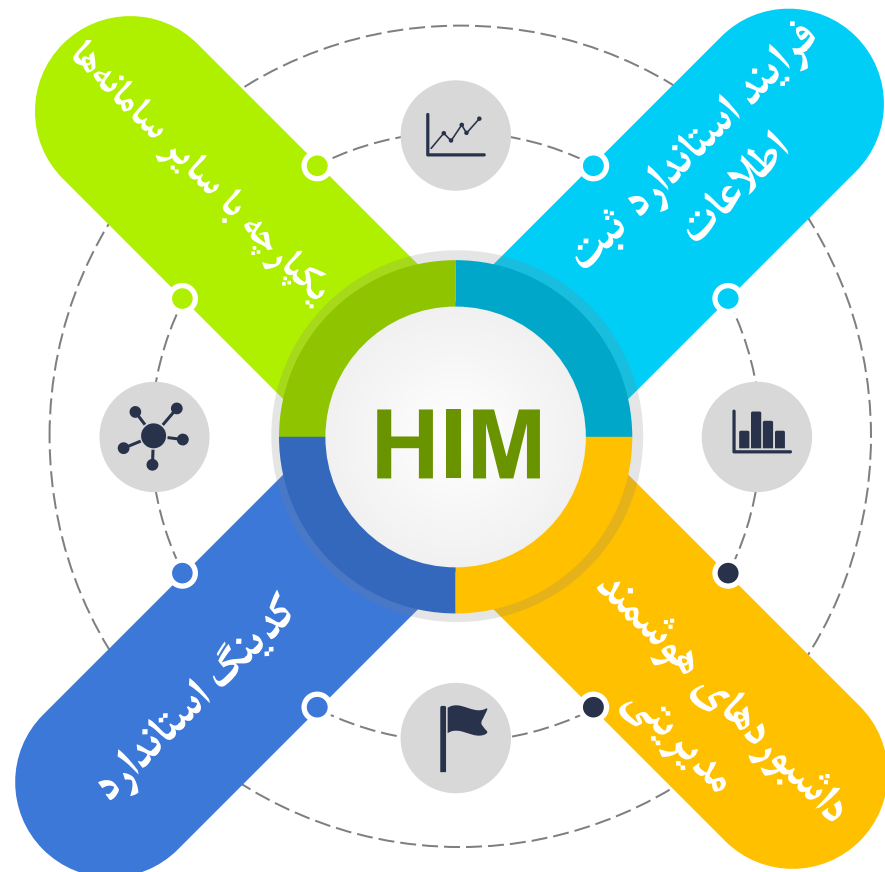 یکپارچه با سایر سامانه‌ها
فرایند استاندارد ثبت
اطلاعات
HIM
کدینگ استاندارد
داشبوردهای هوشمند
مدیریتی